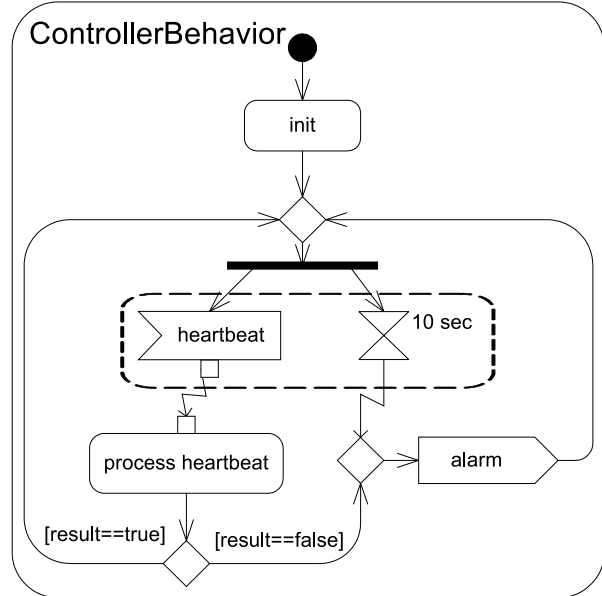 ControllerBehavior
init
heartbeat
10 sec
process heartbeat
alarm
[result==true]
[result==false]